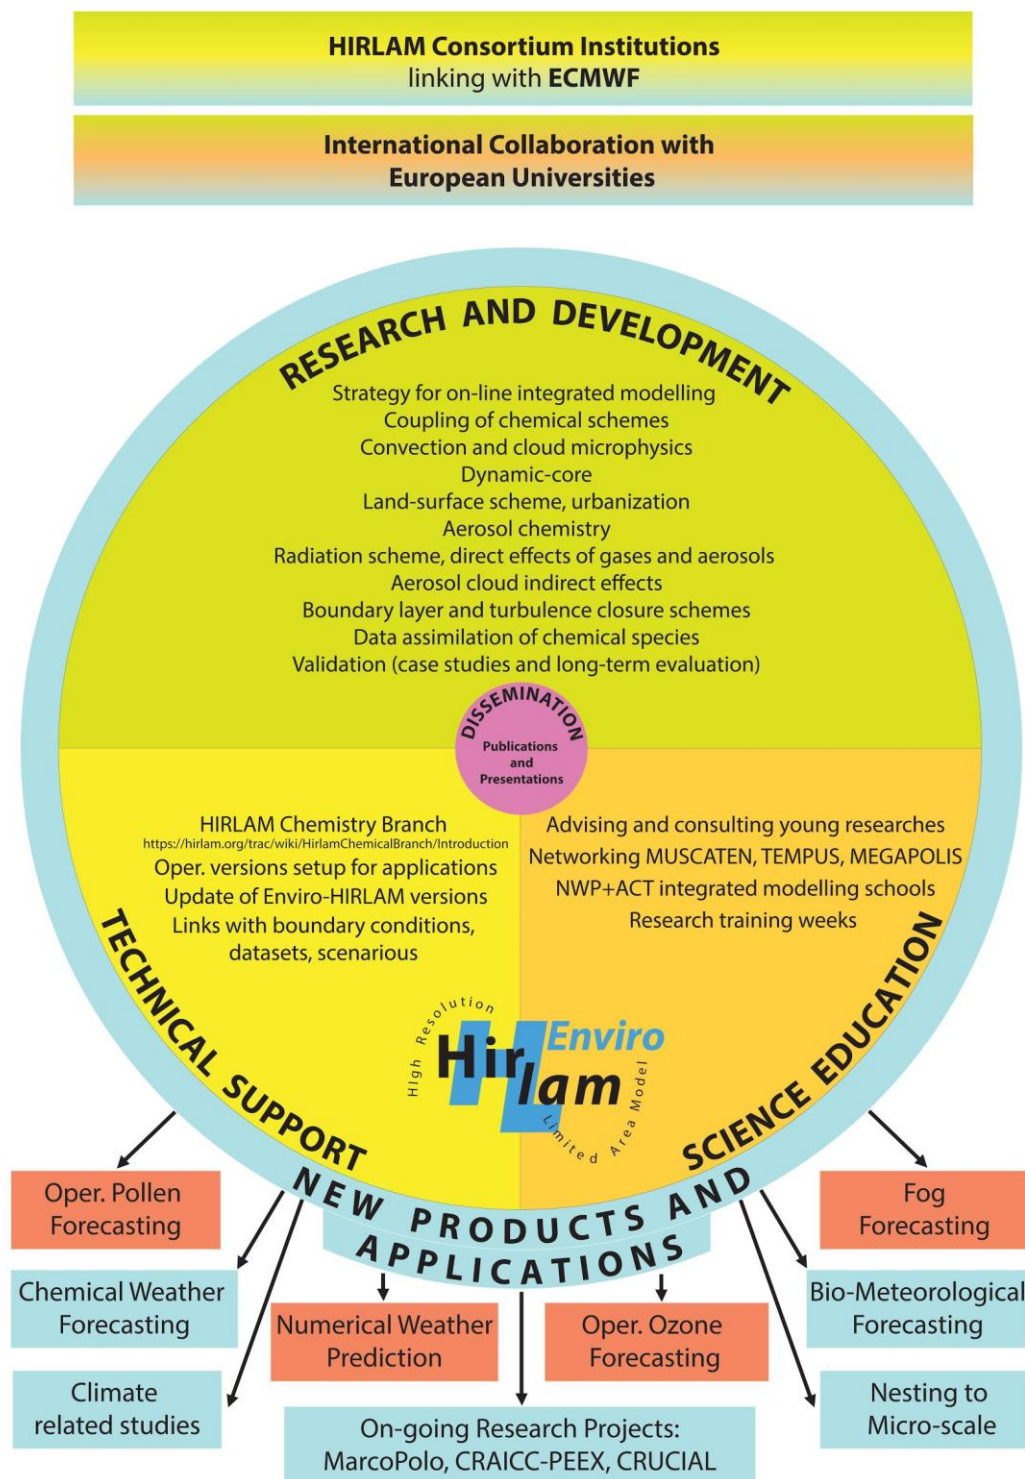 HIRLAM Consortium Institutions
linking with ECMWF
International Collaboration with
European Universities
RESEARCH AND DEVELOPMENT
Strategy for on-line integrated modelling
Coupling of chemical schemes
Convection and cloud microphysics
Dynamic-core
Land-surface scheme, urbanization
Aerosol chemistry
Radiation scheme, direct effects of gases and aerosols
Aerosol cloud indirect effects
Boundary layer and turbulence closure schemes
Data assimilation of chemical species
Validation (case studies and long-term evaluation)
DISSEMINATION
Publications
and
Presentations
HIRLAM Chemistry Branch
https://hirlam.org/trac/wiki/HirlamChemicalBranch/Introduction
Oper. versions setup for applications
Update of Enviro-HIRLAM versions
Links with boundary conditions,
datasets, scenarious
TECHNICAL SUPPORT
Advising and consulting young researches
Networking MUSCATEN, TEMPUS, MEGAPOLIS
NWP+ACT integrated modelling schools
Research training weeks
SCIENCE EDUCATION
HIgh Resolution
Enviro
Hirlam
Limited Area Model
NEW PRODUCTS AND
APPLICATIONS
Oper. Pollen
Forecasting
Fog
Forecasting
Chemical Weather
Forecasting
Bio-Meteorological
Forecasting
Numerical Weather
Prediction
Oper. Ozone
Forecasting
Climate
related studies
Nesting to
Micro-scale
On-going Research Projects:
MarcoPolo, CRAICC-PEEX, CRUCIAL